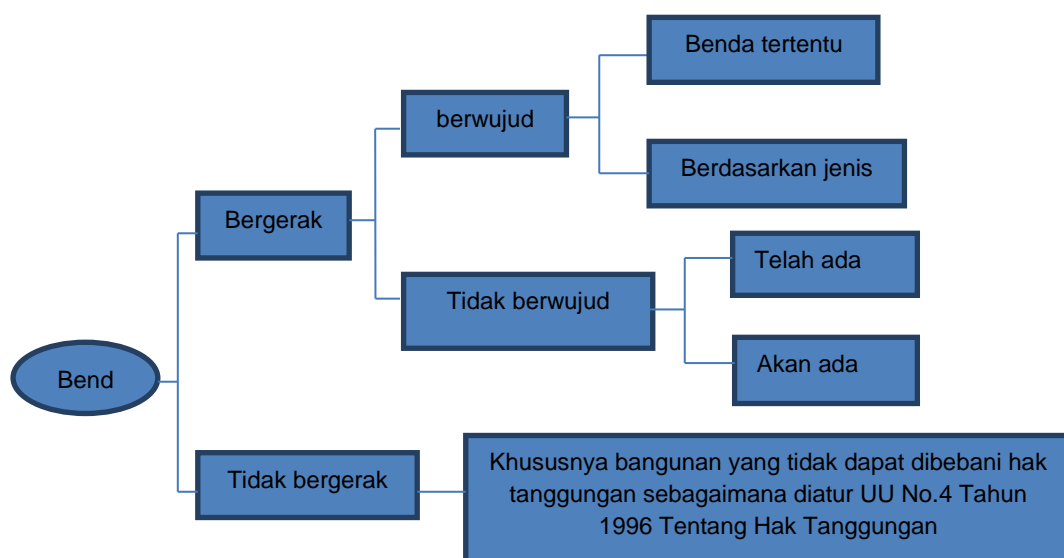 Benda tertentu
berwujud
Berdasarkan jenis
Bergerak
Telah ada
Tidak berwujud
Akan ada
Bend
Tidak bergerak
Khususnya bangunan yang tidak dapat dibebani hak
tanggungan sebagaimana diatur UU No.4 Tahun
1996 Tentang Hak Tanggungan